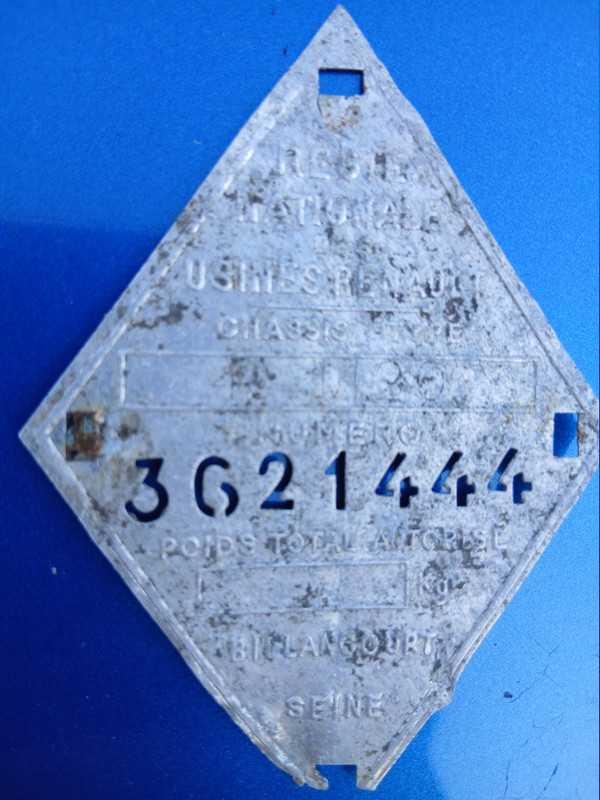 REGIE
NATIONALE
USINES RENAULT
CHASSIS TYPE
NUMERO
3621444
POIDS TOTAL AUTORISE
Kg
BILLANCOURT
SEINE